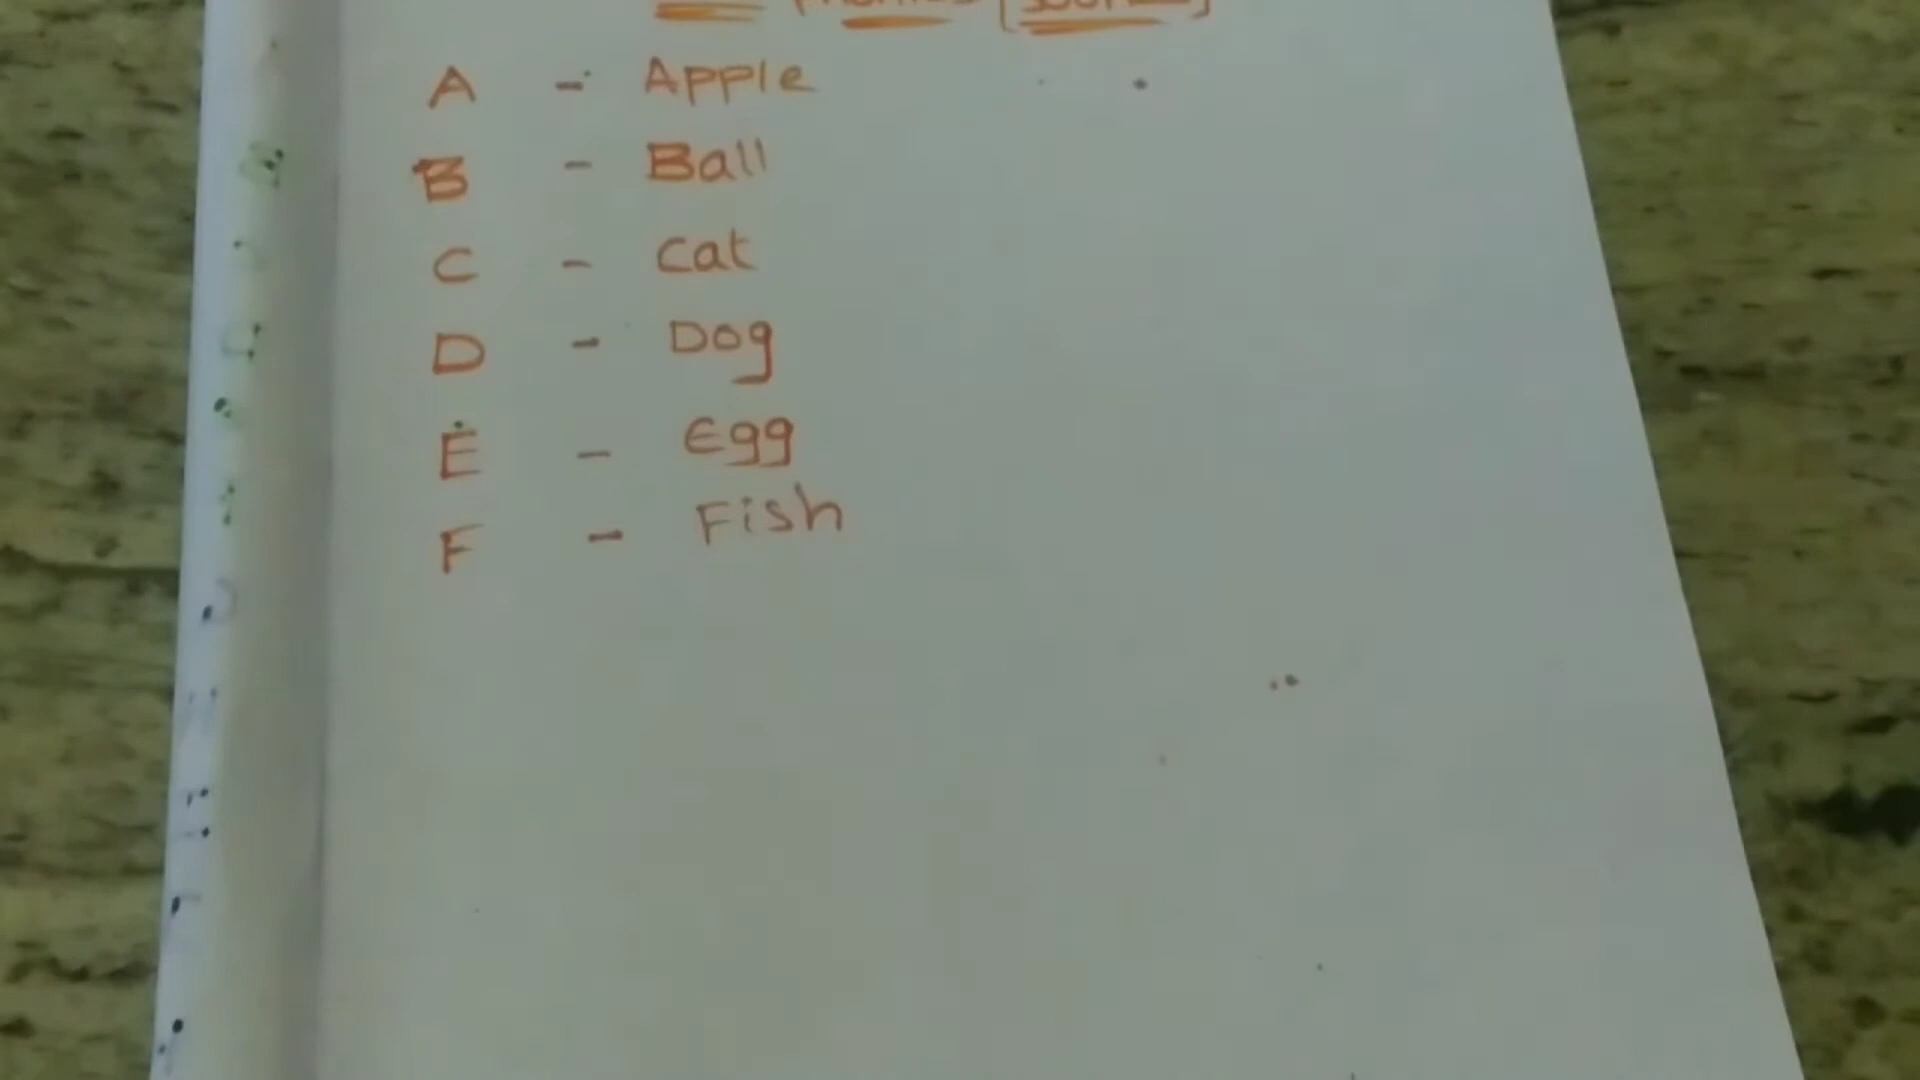 A - Apple
B - Ball
C - Cat
D - Dog
E - Egg
F - Fish